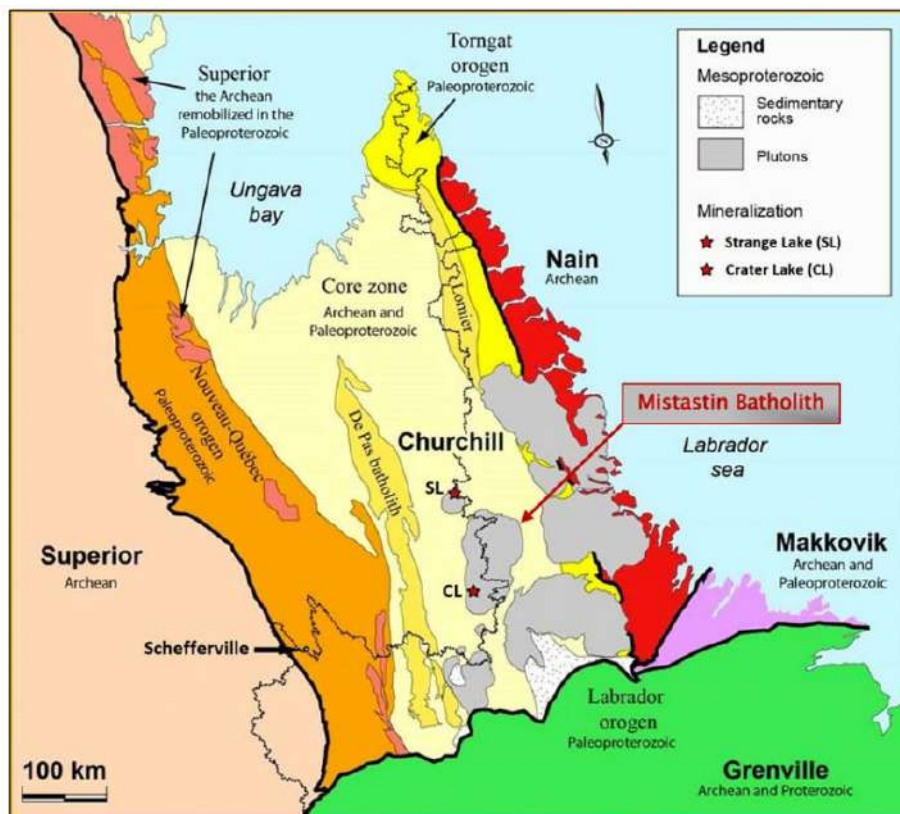 Superior
the Archean
remobilized in the
Paleoproterozoic
Torngat
orogen
Paleoproterozoic
Legend
Mesoproterozoic
Sedimentary
rocks
Plutons
Mineralization
Strange Lake (SL)
Crater Lake (CL)
Ungava
bay
Nain
Archean
Core zone
Archean and
Paleoproterozoic
Lomier
Nouveau-Québec
orogen
Paleoproterozoic
De Pas batholith
Churchill
Mistastin Batholith
Labrador
sea
SL
CL
Superior
Archean
Makkovik
Archean and
Paleoproterozoic
Schefferville
Labrador
orogen
Paleoproterozoic
100 km
Grenville
Archean and Proterozoic